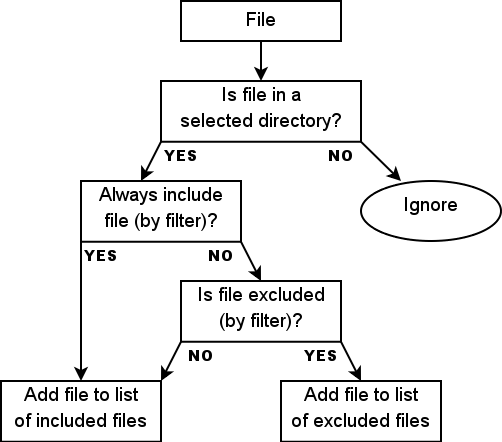 File
Is file in a
selected directory?
YES
NO
Always include
file (by filter)?
Ignore
YES
NO
Is file excluded
(by filter)?
NO
YES
Add file to list
of included files
Add file to list
of excluded files